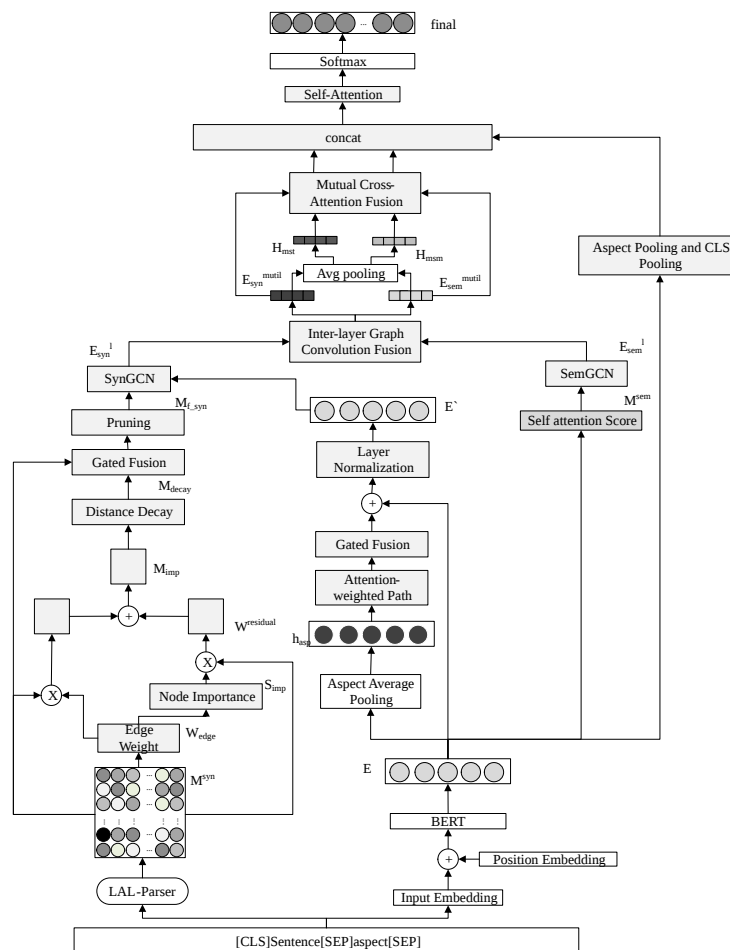 final
Softmax
Self-Attention
concat
Mutual Cross-
Attention Fusion
H_mst
H_msm
Aspect Pooling and CLS
Pooling
Avg pooling
E_syn^mutil
E_sem^mutil
Inter-layer Graph
Convolution Fusion
E_syn^l
E_sem^l
SynGCN
SemGCN
M_f_syn
M^sem
E`
Pruning
Self attention Score
Layer
Normalization
Gated Fusion
M_decay
Distance Decay
+
Gated Fusion
M_imp
Attention-
weighted Path
+
W^residual
h_asp
X
X
S_imp
Node Importance
Aspect Average
Pooling
Edge
Weight
W_edge
M^syn
E
...
...
...
...
...
BERT
+
Position Embedding
LAL-Parser
Input Embedding
[CLS]Sentence[SEP]aspect[SEP]